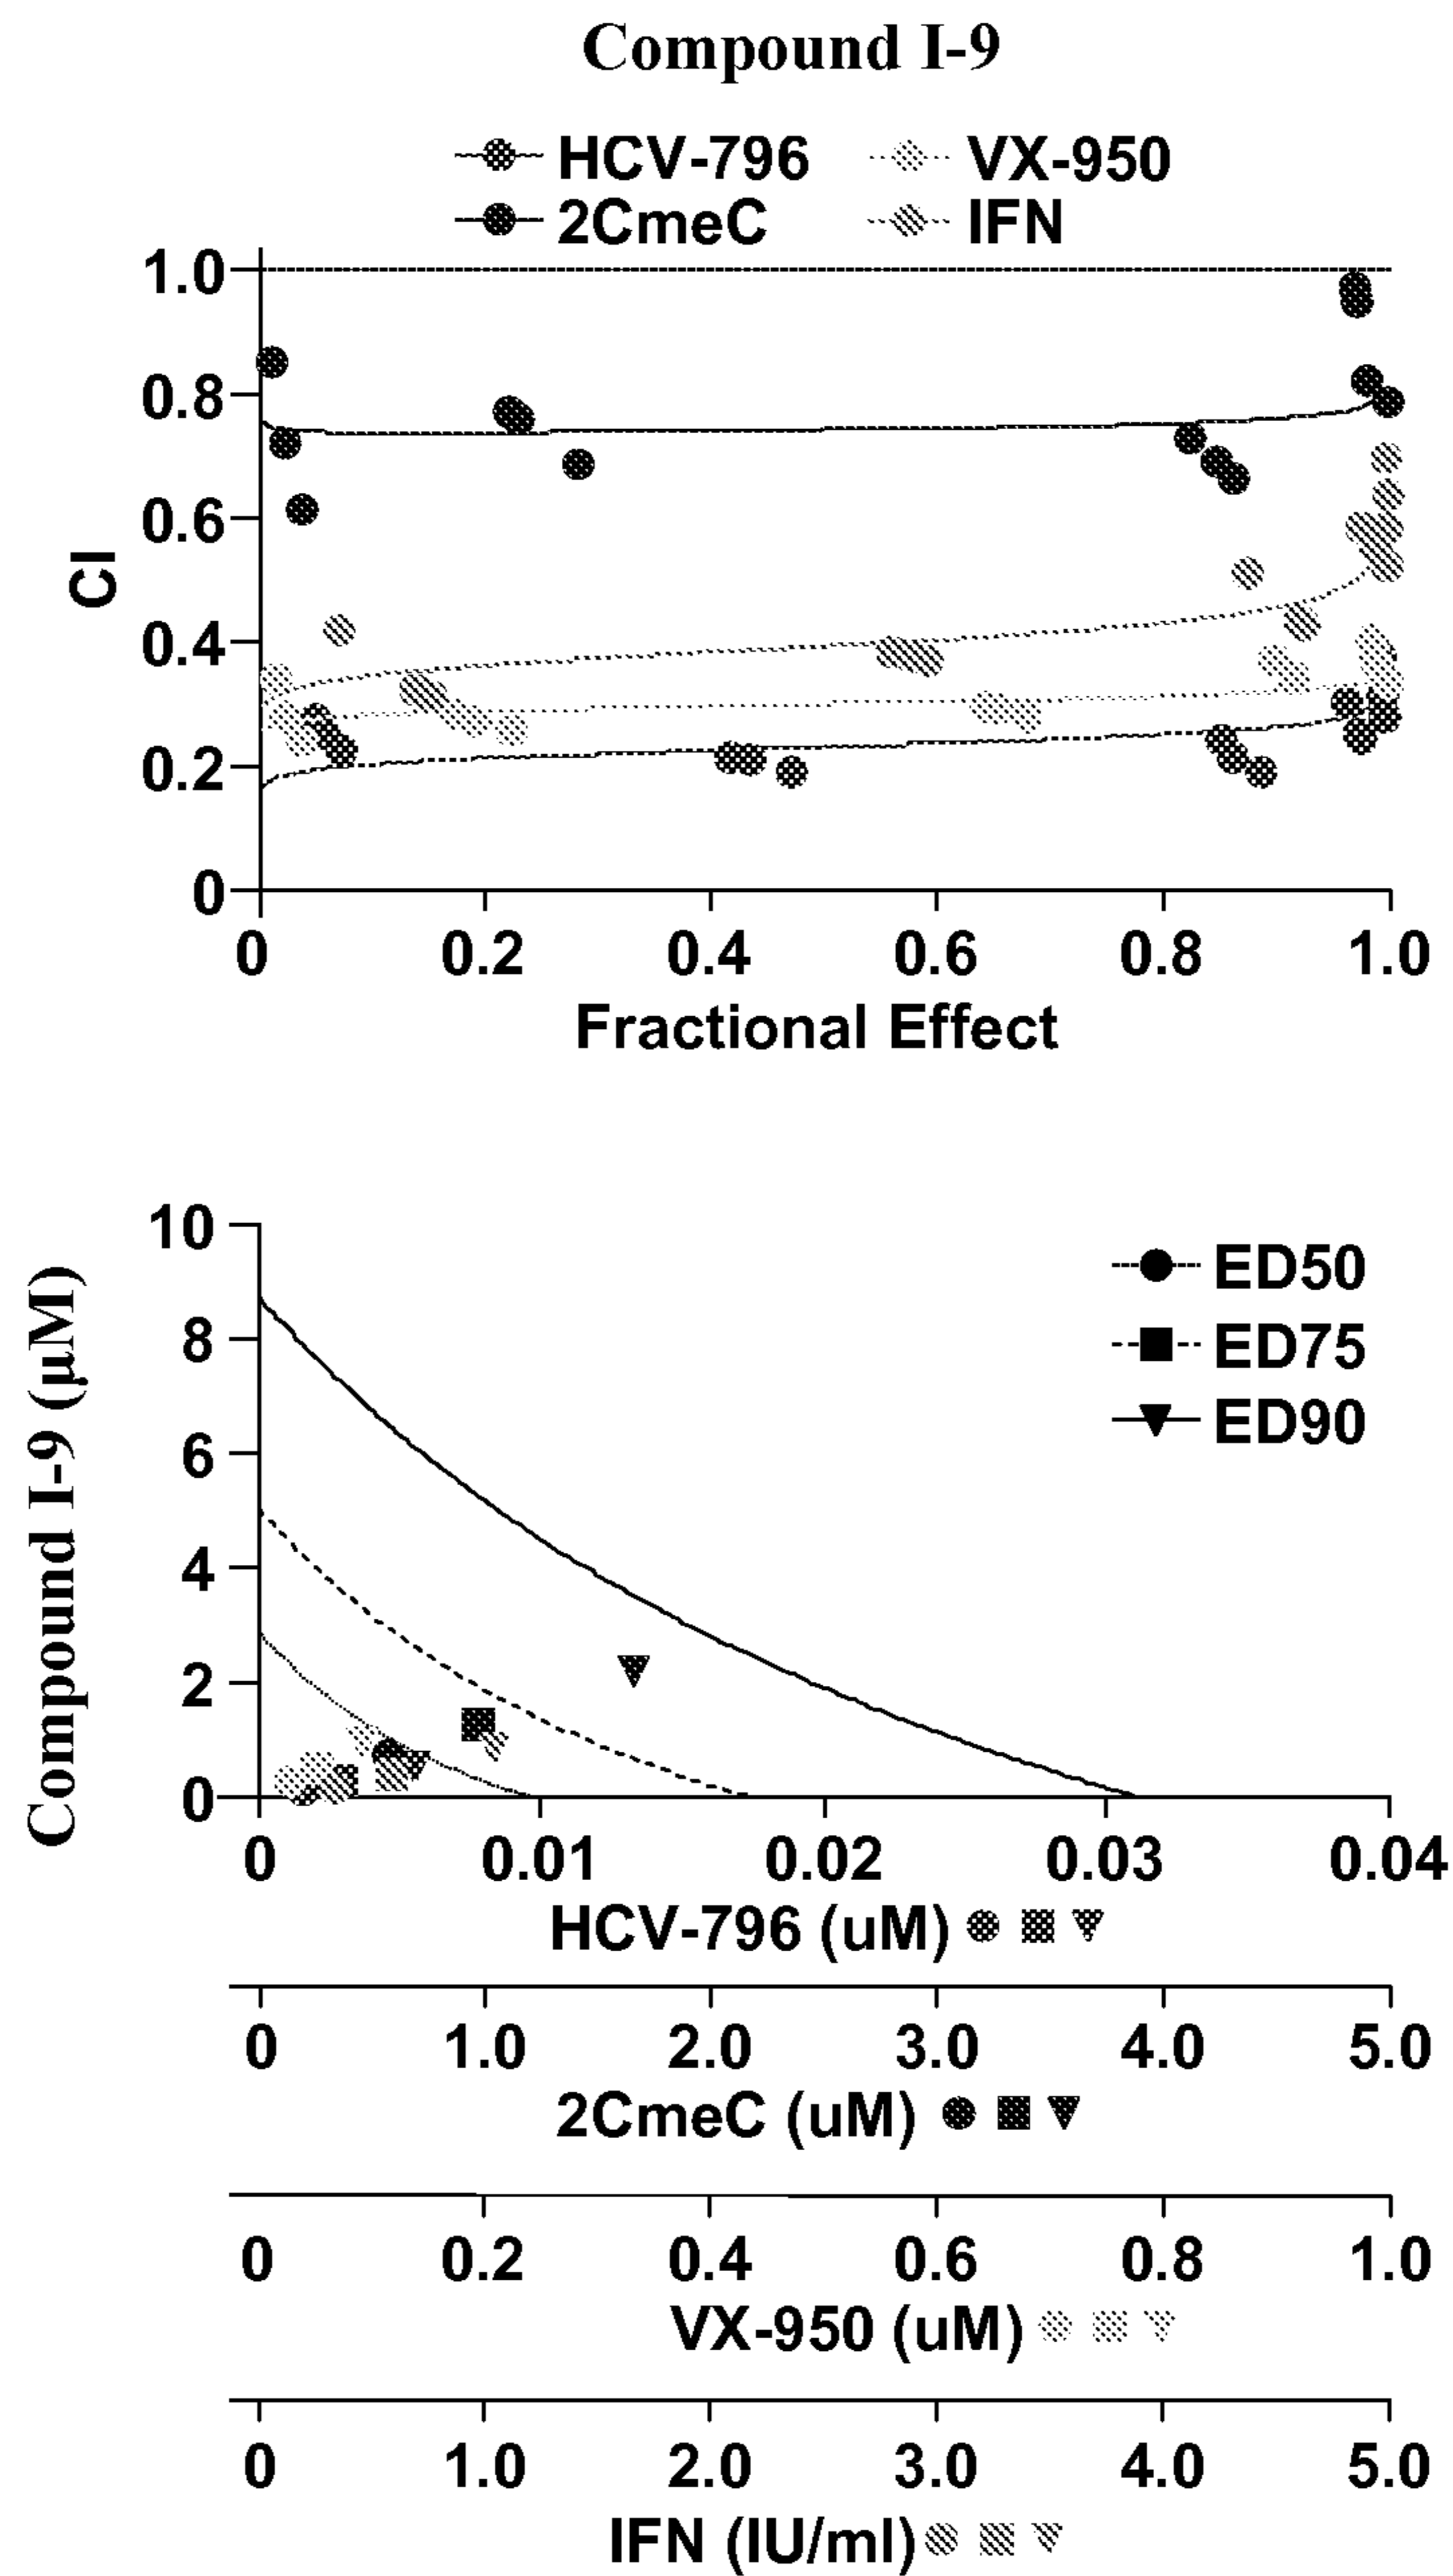 Compound I-9
HCV-796 VX-950
2CmeC IFN
1.0
0.8
0.6
0.4
0.2
0
CI
0 0.2 0.4 0.6 0.8 1.0
Fractional Effect
10
8
6
4
2
0
Compound I-9 (µM)
ED50
ED75
ED90
0 0.01 0.02 0.03 0.04
HCV-796 (uM)
0 1.0 2.0 3.0 4.0 5.0
2CmeC (uM)
0 0.2 0.4 0.6 0.8 1.0
VX-950 (uM)
0 1.0 2.0 3.0 4.0 5.0
IFN (IU/ml)